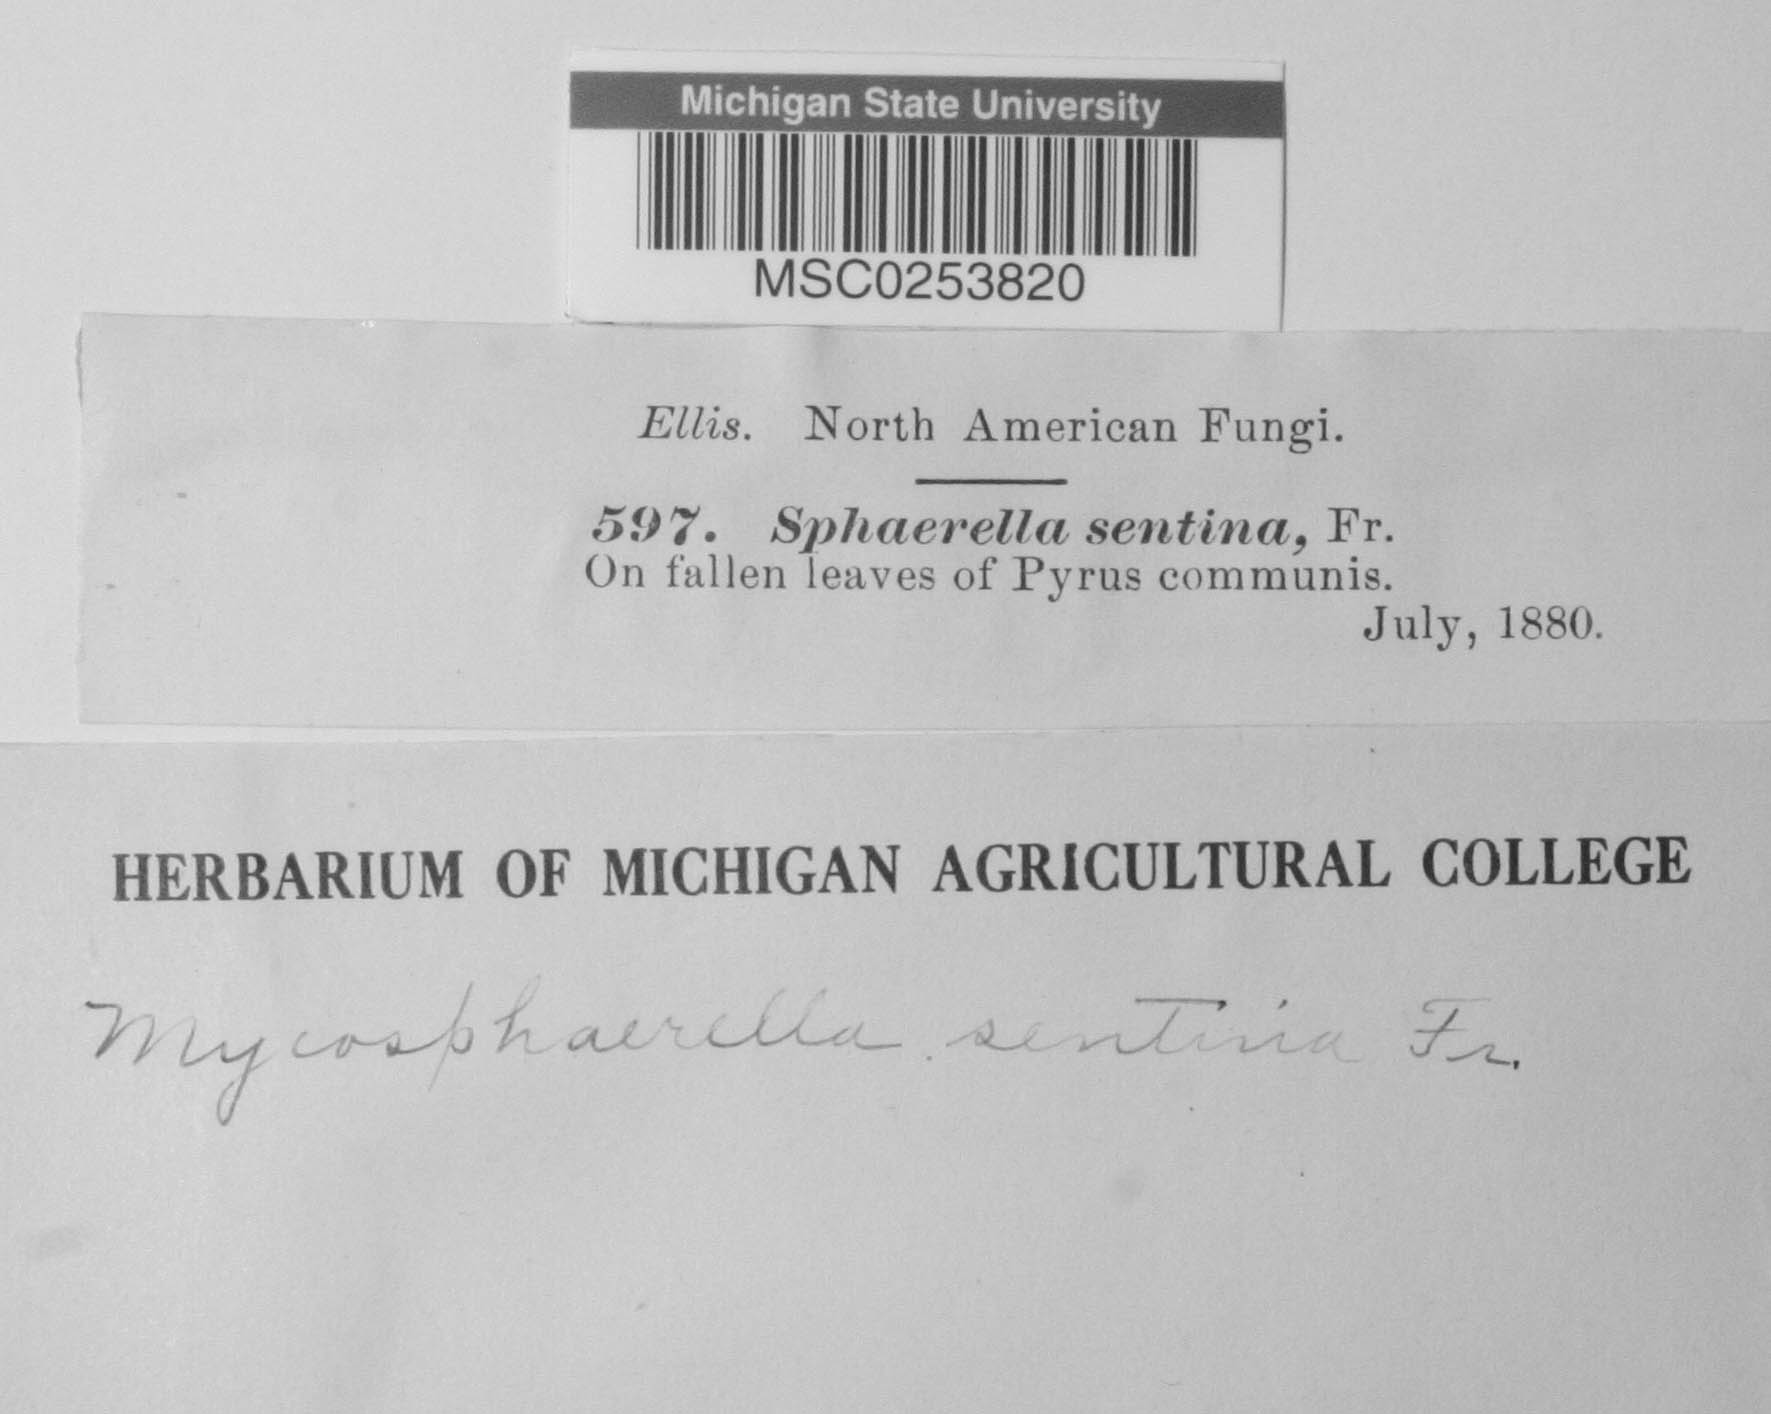 Michigan State University
MSC0253820
Ellis. North American Fungi.
597. Sphaerella sentina, Fr.
On fallen leaves of Pyrus communis.
July, 1880.
HERBARIUM OF MICHIGAN AGRICULTURAL COLLEGE
Mycosphaerella sentina Fr.